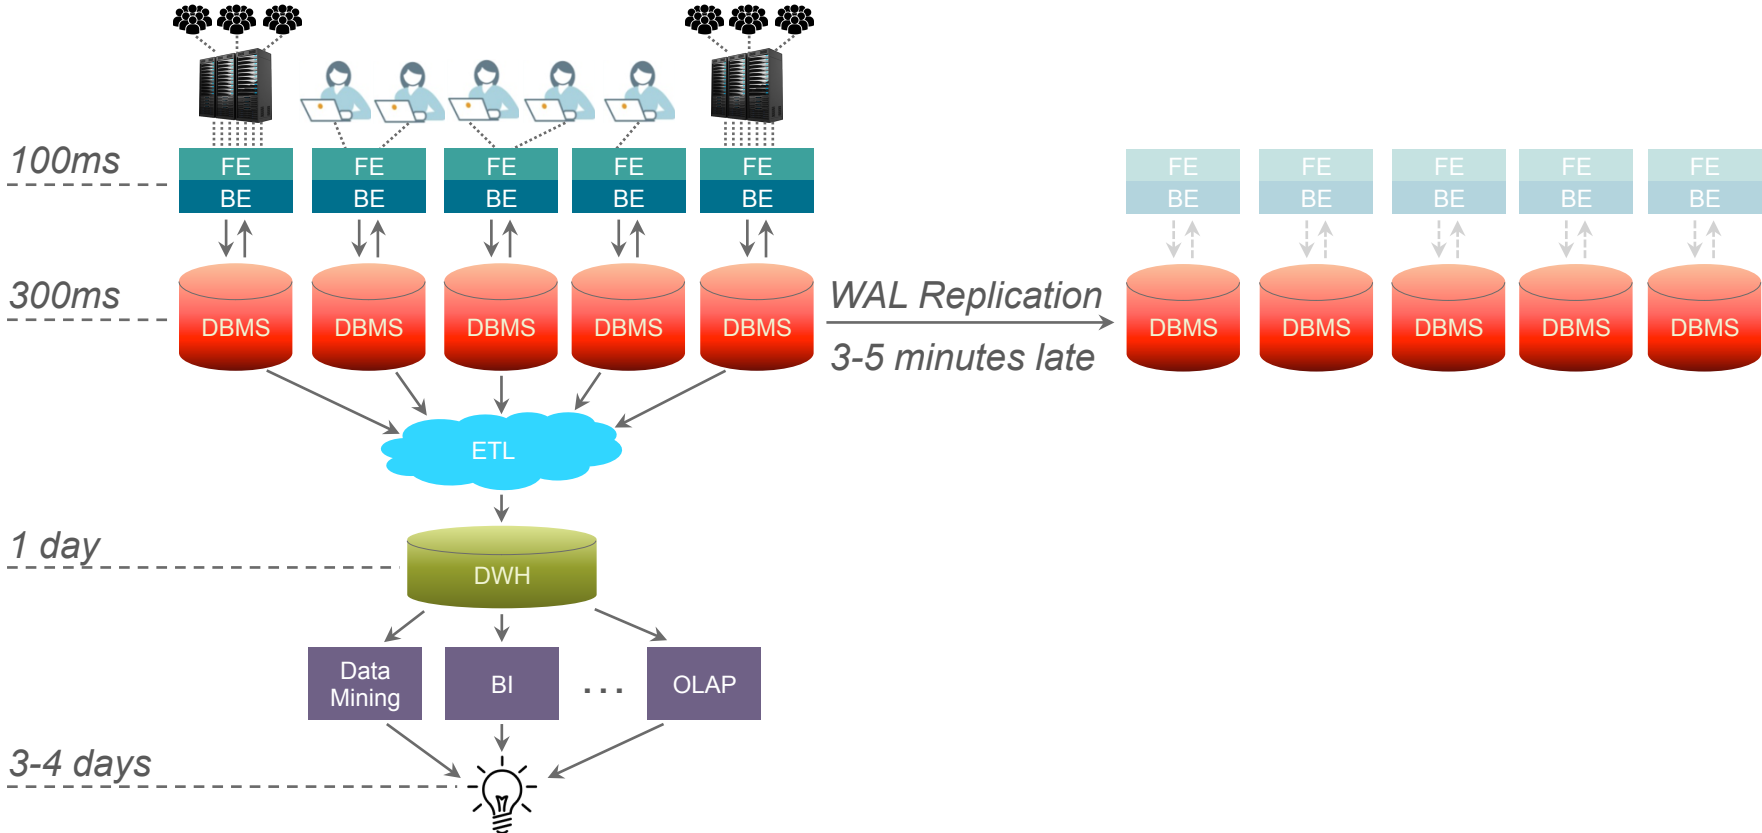 100ms
FE FE FE FE FE FE FE FE FE FE
BE BE BE BE BE BE BE BE BE BE
300ms
DBMS DBMS DBMS DBMS DBMS
WAL Replication
3-5 minutes late
DBMS DBMS DBMS DBMS DBMS
ETL
1 day
DWH
Data
Mining
BI
...
OLAP
3-4 days